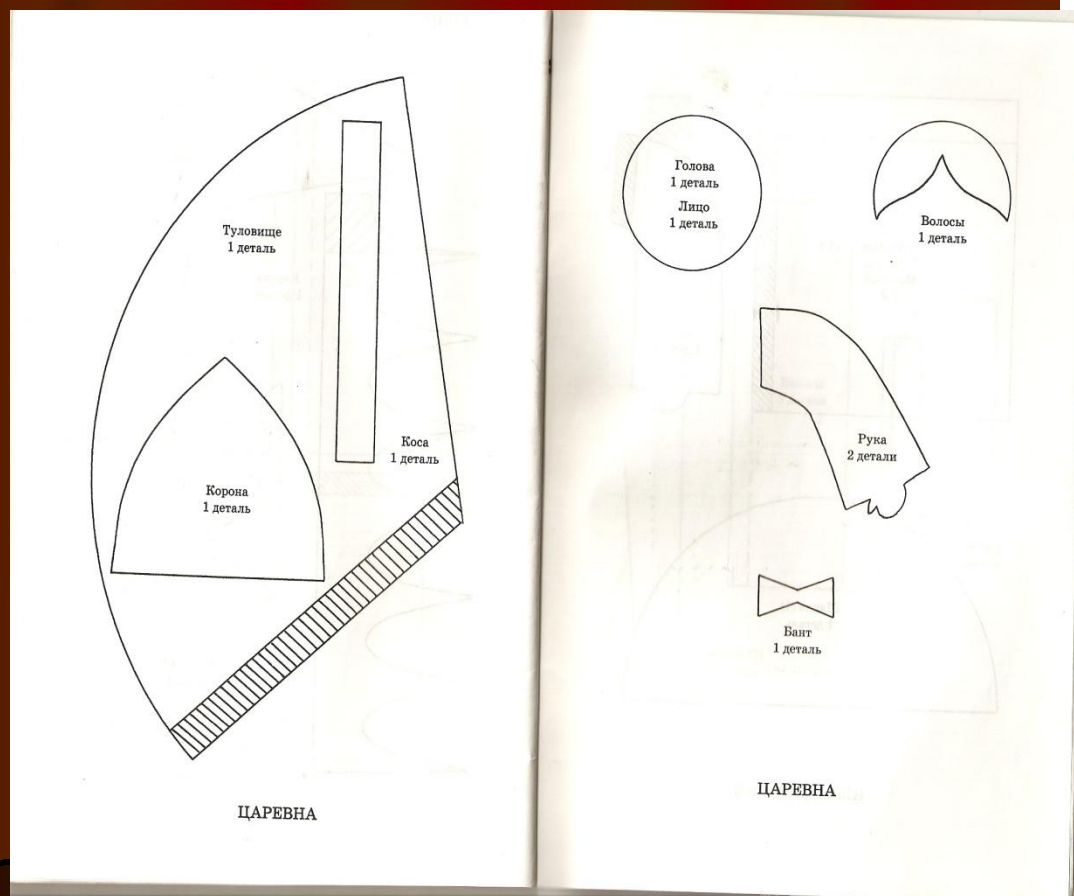 Туловище
1 деталь
Коса
1 деталь
Корона
1 деталь
ЦАРЕВНА
Голова
1 деталь
Лицо
1 деталь
Волосы
1 деталь
Рука
2 детали
Бант
1 деталь
ЦАРЕВНА